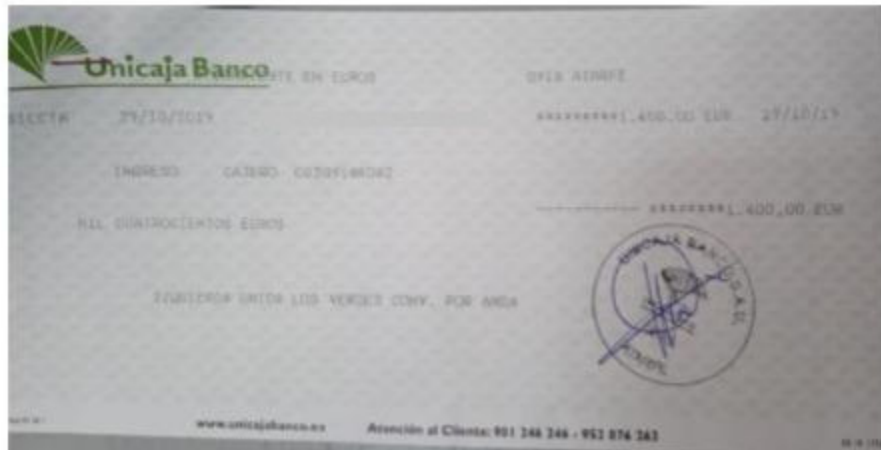 Unicaja Banco
EN EUROS
29/10/2019
*********1.400,00 EUR 29/10/19
INGRESO CAJERO
********1.400,00 EUR
MIL CUATROCIENTOS EUROS
UNICAJA BANCO S.A.U.
IZQUIERDA UNIDA LOS VERDES CONV. POR ANDA
www.unicajabanco.es Atención al Cliente: 901 246 246 - 952 076 263